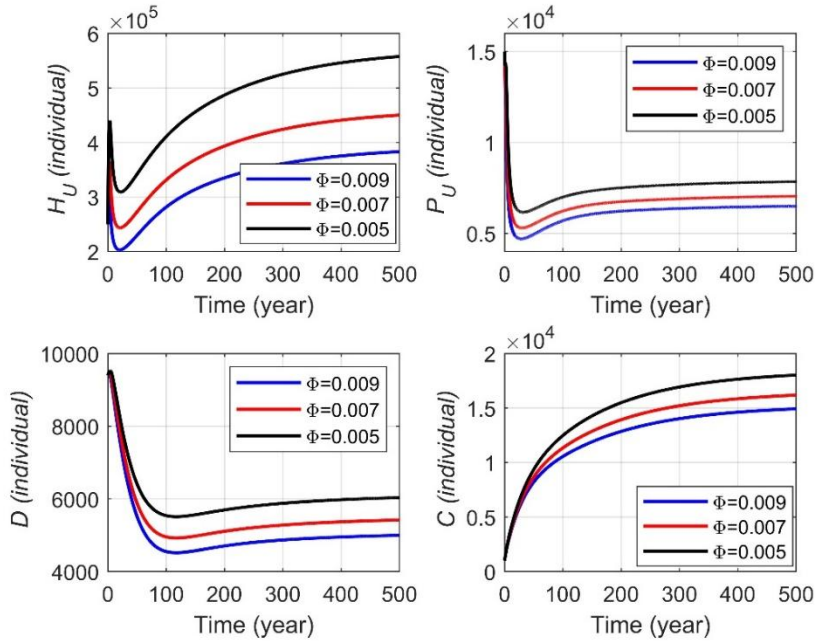 ×10^5
6
5
4
3
2
H_U (individual)
Φ=0.009
Φ=0.007
Φ=0.005
0 100 200 300 400 500
Time (year)
×10^4
1.5
1
0.5
P_U (individual)
Φ=0.009
Φ=0.007
Φ=0.005
0 100 200 300 400 500
Time (year)
10000
8000
6000
4000
D (individual)
Φ=0.009
Φ=0.007
Φ=0.005
0 100 200 300 400 500
Time (year)
×10^4
2
1.5
1
0.5
0
C (individual)
Φ=0.009
Φ=0.007
Φ=0.005
0 100 200 300 400 500
Time (year)